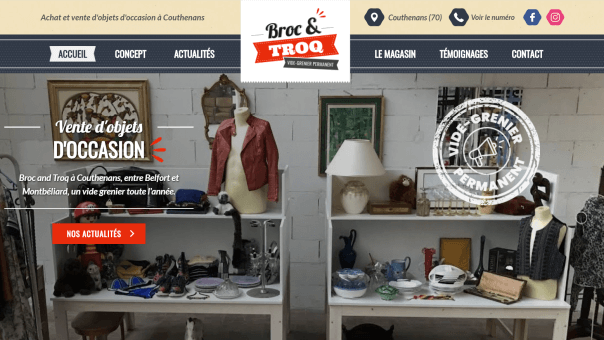 Achat et vente d'objets d'occasion à Couthenans
Broc &
TROQ
VIDE-GRENIER PERMANENT
Couthenans (70)
Voir le numéro
ACCUEIL
CONCEPT
ACTUALITÉS
LE MAGASIN
TÉMOIGNAGES
CONTACT
Vente d'objets
D'OCCASION
Broc and Troq à Couthenans, entre Belfort et
Montbéliard, un vide grenier toute l'année.
NOS ACTUALITÉS
VIDE-GRENIER
PERMANENT